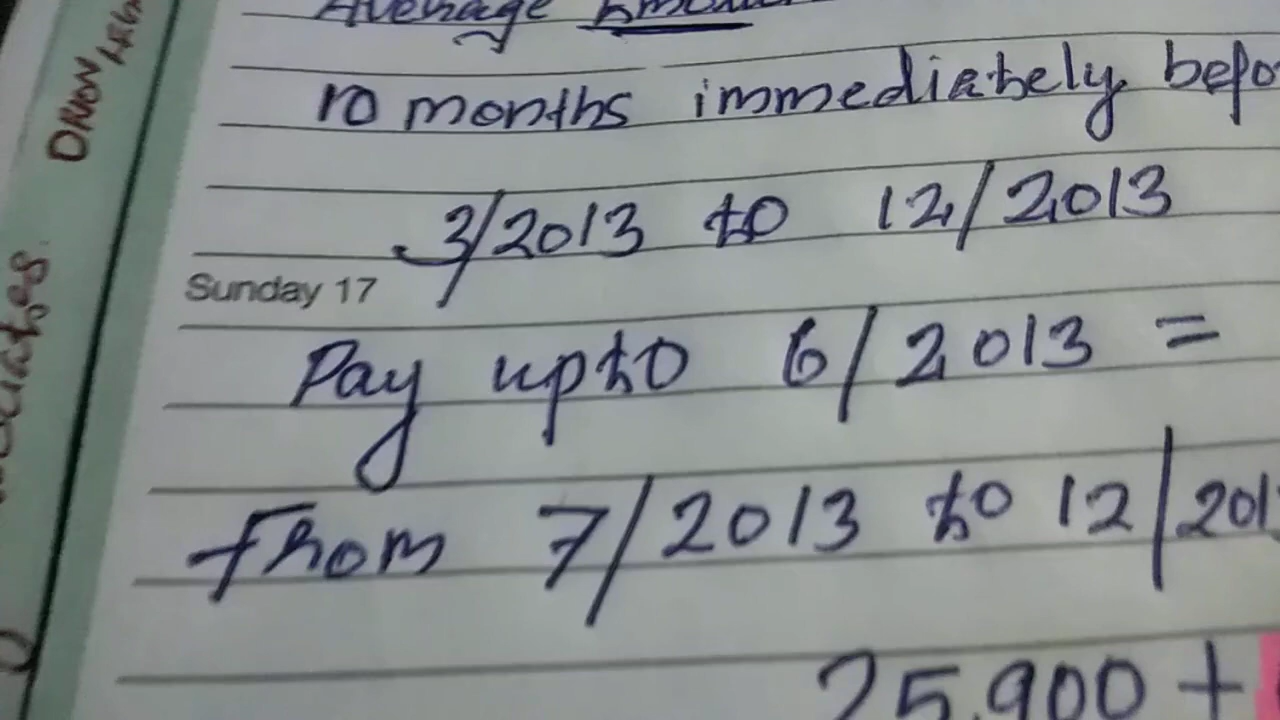 Average
10 months immediately befo
3/2013 to 12/2013
Sunday 17
Pay upto 6/2013 =
From 7/2013 to 12/201
25,900 +